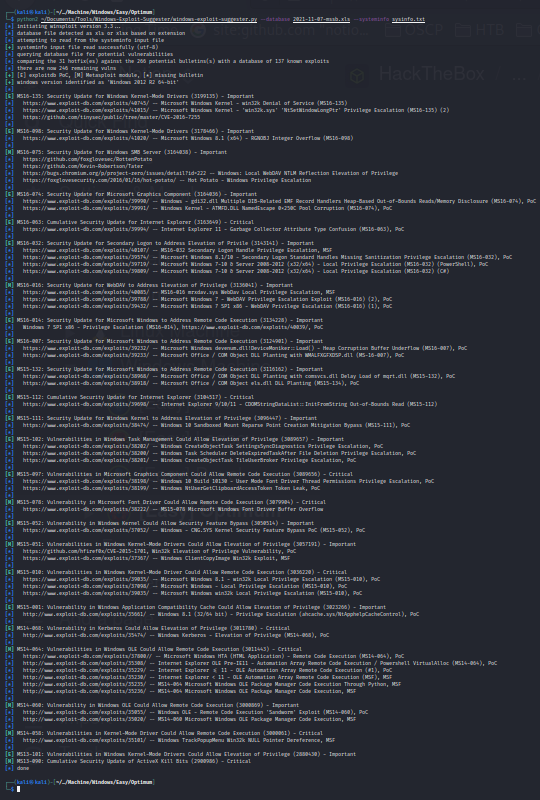 ┌──(kali㉿kali)-[~/…/Machine/Windows/Easy/Optimum]
└─$ python2 ~/Documents/Tools/Windows-Exploit-Suggester/windows-exploit-suggester.py --database 2021-11-07-mssb.xls --systeminfo sysinfo.txt
[*] initiating winsploit version 3.3...
[*] database file detected as xls or xlsx based on extension
[*] attempting to read from the systeminfo input file
[+] systeminfo input file read successfully (utf-8)
[*] querying database file for potential vulnerabilities
[*] comparing the 31 hotfix(es) against the 266 potential bulletins(s) with a database of 137 known exploits
[*] there are now 246 remaining vulns
[+] [E] exploitdb PoC, [M] Metasploit module, [*] missing bulletin
[+] windows version identified as 'Windows 2012 R2 64-bit'
[*]
[E] MS16-135: Security Update for Windows Kernel-Mode Drivers (3199135) - Important
[*] https://www.exploit-db.com/exploits/40745/ -- Microsoft Windows Kernel - win32k Denial of Service (MS16-135)
[*] https://www.exploit-db.com/exploits/41015/ -- Microsoft Windows Kernel - 'win32k.sys' 'NtSetWindowLongPtr' Privilege Escalation (MS16-135) (2)
[*] https://github.com/tinysec/public/tree/master/CVE-2016-7255
[*]
[E] MS16-098: Security Update for Windows Kernel-Mode Drivers (3178466) - Important
[*] https://www.exploit-db.com/exploits/41020/ -- Microsoft Windows 8.1 (x64) - RGNOBJ Integer Overflow (MS16-098)
[*]
[M] MS16-075: Security Update for Windows SMB Server (3164038) - Important
[*] https://github.com/foxglovesec/RottenPotato
[*] https://github.com/Kevin-Robertson/Tater
[*] https://bugs.chromium.org/p/project-zero/issues/detail?id=222 -- Windows: Local WebDAV NTLM Reflection Elevation of Privilege
[*] https://foxglovesecurity.com/2016/01/16/hot-potato/ -- Hot Potato - Windows Privilege Escalation
[*]
[E] MS16-074: Security Update for Microsoft Graphics Component (3164036) - Important
[*] https://www.exploit-db.com/exploits/39990/ -- Windows - gdi32.dll Multiple DIB-Related EMF Record Handlers Heap-Based Out-of-Bounds Reads/Memory Disclosure (MS16-074), PoC
[*] https://www.exploit-db.com/exploits/39991/ -- Windows Kernel - ATMFD.DLL NamedEscape 0x250C Pool Corruption (MS16-074), PoC
[*]
[E] MS16-063: Cumulative Security Update for Internet Explorer (3163649) - Critical
[*] https://www.exploit-db.com/exploits/39994/ -- Internet Explorer 11 - Garbage Collector Attribute Type Confusion (MS16-063), PoC
[*]
[E] MS16-032: Security Update for Secondary Logon to Address Elevation of Privile (3143141) - Important
[*] https://www.exploit-db.com/exploits/40107/ -- MS16-032 Secondary Logon Handle Privilege Escalation, MSF
[*] https://www.exploit-db.com/exploits/39574/ -- Microsoft Windows 8.1/10 - Secondary Logon Standard Handles Missing Sanitization Privilege Escalation (MS16-032), PoC
[*] https://www.exploit-db.com/exploits/39719/ -- Microsoft Windows 7-10 & Server 2008-2012 (x32/x64) - Local Privilege Escalation (MS16-032) (PowerShell), PoC
[*] https://www.exploit-db.com/exploits/39809/ -- Microsoft Windows 7-10 & Server 2008-2012 (x32/x64) - Local Privilege Escalation (MS16-032) (C#)
[*]
[M] MS16-016: Security Update for WebDAV to Address Elevation of Privilege (3136041) - Important
[*] https://www.exploit-db.com/exploits/40085/ -- MS16-016 mrxdav.sys WebDav Local Privilege Escalation, MSF
[*] https://www.exploit-db.com/exploits/39788/ -- Microsoft Windows 7 - WebDAV Privilege Escalation Exploit (MS16-016) (2), PoC
[*] https://www.exploit-db.com/exploits/39432/ -- Microsoft Windows 7 SP1 x86 - WebDAV Privilege Escalation (MS16-016) (1), PoC
[*]
[E] MS16-014: Security Update for Microsoft Windows to Address Remote Code Execution (3134228) - Important
[*] Windows 7 SP1 x86 - Privilege Escalation (MS16-014), https://www.exploit-db.com/exploits/40039/, PoC
[*]
[E] MS16-007: Security Update for Microsoft Windows to Address Remote Code Execution (3124901) - Important
[*] https://www.exploit-db.com/exploits/39232/ -- Microsoft Windows devenum.dll!DeviceMoniker::Load() - Heap Corruption Buffer Underflow (MS16-007), PoC
[*] https://www.exploit-db.com/exploits/39233/ -- Microsoft Office / COM Object DLL Planting with WMALFXGFXDSP.dll (MS-16-007), PoC
[*]
[E] MS15-132: Security Update for Microsoft Windows to Address Remote Code Execution (3116162) - Important
[*] https://www.exploit-db.com/exploits/38968/ -- Microsoft Office / COM Object DLL Planting with comsvcs.dll Delay Load of mqrt.dll (MS15-132), PoC
[*] https://www.exploit-db.com/exploits/38918/ -- Microsoft Office / COM Object els.dll DLL Planting (MS15-134), PoC
[*]
[E] MS15-112: Cumulative Security Update for Internet Explorer (3104517) - Critical
[*] https://www.exploit-db.com/exploits/39698/ -- Internet Explorer 9/10/11 - CDOMStringDataList::InitFromString Out-of-Bounds Read (MS15-112)
[*]
[E] MS15-111: Security Update for Windows Kernel to Address Elevation of Privilege (3096447) - Important
[*] https://www.exploit-db.com/exploits/38474/ -- Windows 10 Sandboxed Mount Reparse Point Creation Mitigation Bypass (MS15-111), PoC
[*]
[E] MS15-102: Vulnerabilities in Windows Task Management Could Allow Elevation of Privilege (3089657) - Important
[*] https://www.exploit-db.com/exploits/38202/ -- Windows CreateObjectTask SettingsSyncDiagnostics Privilege Escalation, PoC
[*] https://www.exploit-db.com/exploits/38200/ -- Windows Task Scheduler DeleteExpiredTaskAfter File Deletion Privilege Escalation, PoC
[*] https://www.exploit-db.com/exploits/38201/ -- Windows CreateObjectTask TileUserBroker Privilege Escalation, PoC
[*]
[E] MS15-097: Vulnerabilities in Microsoft Graphics Component Could Allow Remote Code Execution (3089656) - Critical
[*] https://www.exploit-db.com/exploits/38198/ -- Windows 10 Build 10130 - User Mode Font Driver Thread Permissions Privilege Escalation, PoC
[*] https://www.exploit-db.com/exploits/38199/ -- Windows NtUserGetClipboardAccessToken Token Leak, PoC
[*]
[M] MS15-078: Vulnerability in Microsoft Font Driver Could Allow Remote Code Execution (3079904) - Critical
[*] https://www.exploit-db.com/exploits/38222/ -- MS15-078 Microsoft Windows Font Driver Buffer Overflow
[*]
[E] MS15-052: Vulnerability in Windows Kernel Could Allow Security Feature Bypass (3050514) - Important
[*] https://www.exploit-db.com/exploits/37052/ -- Windows - CNG.SYS Kernel Security Feature Bypass PoC (MS15-052), PoC
[*]
[M] MS15-051: Vulnerabilities in Windows Kernel-Mode Drivers Could Allow Elevation of Privilege (3057191) - Important
[*] https://github.com/hfiref0x/CVE-2015-1701, Win32k Elevation of Privilege Vulnerability, PoC
[*] https://www.exploit-db.com/exploits/37367/ -- Windows ClientCopyImage Win32k Exploit, MSF
[*]
[E] MS15-010: Vulnerabilities in Windows Kernel-Mode Driver Could Allow Remote Code Execution (3036220) - Critical
[*] https://www.exploit-db.com/exploits/39035/ -- Microsoft Windows 8.1 - win32k Local Privilege Escalation (MS15-010), PoC
[*] https://www.exploit-db.com/exploits/37098/ -- Microsoft Windows - Local Privilege Escalation (MS15-010), PoC
[*] https://www.exploit-db.com/exploits/39035/ -- Microsoft Windows win32k Local Privilege Escalation (MS15-010), PoC
[*]
[E] MS15-001: Vulnerability in Windows Application Compatibility Cache Could Allow Elevation of Privilege (3023266) - Important
[*] http://www.exploit-db.com/exploits/35661/ -- Windows 8.1 (32/64 bit) - Privilege Escalation (ahcache.sys/NtApphelpCacheControl), PoC
[*]
[E] MS14-068: Vulnerability in Kerberos Could Allow Elevation of Privilege (3011780) - Critical
[*] http://www.exploit-db.com/exploits/35474/ -- Windows Kerberos - Elevation of Privilege (MS14-068), PoC
[*]
[M] MS14-064: Vulnerabilities in Windows OLE Could Allow Remote Code Execution (3011443) - Critical
[*] https://www.exploit-db.com/exploits/37800// -- Microsoft Windows HTA (HTML Application) - Remote Code Execution (MS14-064), PoC
[*] http://www.exploit-db.com/exploits/35308/ -- Internet Explorer OLE Pre-IE11 - Automation Array Remote Code Execution / Powershell VirtualAlloc (MS14-064), PoC
[*] http://www.exploit-db.com/exploits/35229/ -- Internet Explorer ≤ 11 - OLE Automation Array Remote Code Execution (#1), PoC
[*] http://www.exploit-db.com/exploits/35230/ -- Internet Explorer < 11 - OLE Automation Array Remote Code Execution (MSF), MSF
[*] http://www.exploit-db.com/exploits/35235/ -- MS14-064 Microsoft Windows OLE Package Manager Code Execution Through Python, MSF
[*] http://www.exploit-db.com/exploits/35236/ -- MS14-064 Microsoft Windows OLE Package Manager Code Execution, MSF
[*]
[M] MS14-060: Vulnerability in Windows OLE Could Allow Remote Code Execution (3000869) - Important
[*] http://www.exploit-db.com/exploits/35055/ -- Windows OLE - Remote Code Execution 'Sandworm' Exploit (MS14-060), PoC
[*] http://www.exploit-db.com/exploits/35020/ -- MS14-060 Microsoft Windows OLE Package Manager Code Execution, MSF
[*]
[M] MS14-058: Vulnerabilities in Kernel-Mode Driver Could Allow Remote Code Execution (3000061) - Critical
[*] http://www.exploit-db.com/exploits/35101/ -- Windows TrackPopupMenu Win32k NULL Pointer Dereference, MSF
[*]
[E] MS13-101: Vulnerabilities in Windows Kernel-Mode Drivers Could Allow Elevation of Privilege (2880430) - Important
[M] MS13-090: Cumulative Security Update of ActiveX Kill Bits (2900986) - Critical
[*] done
┌──(kali㉿kali)-[~/…/Machine/Windows/Easy/Optimum]
└─$
HackTheBox